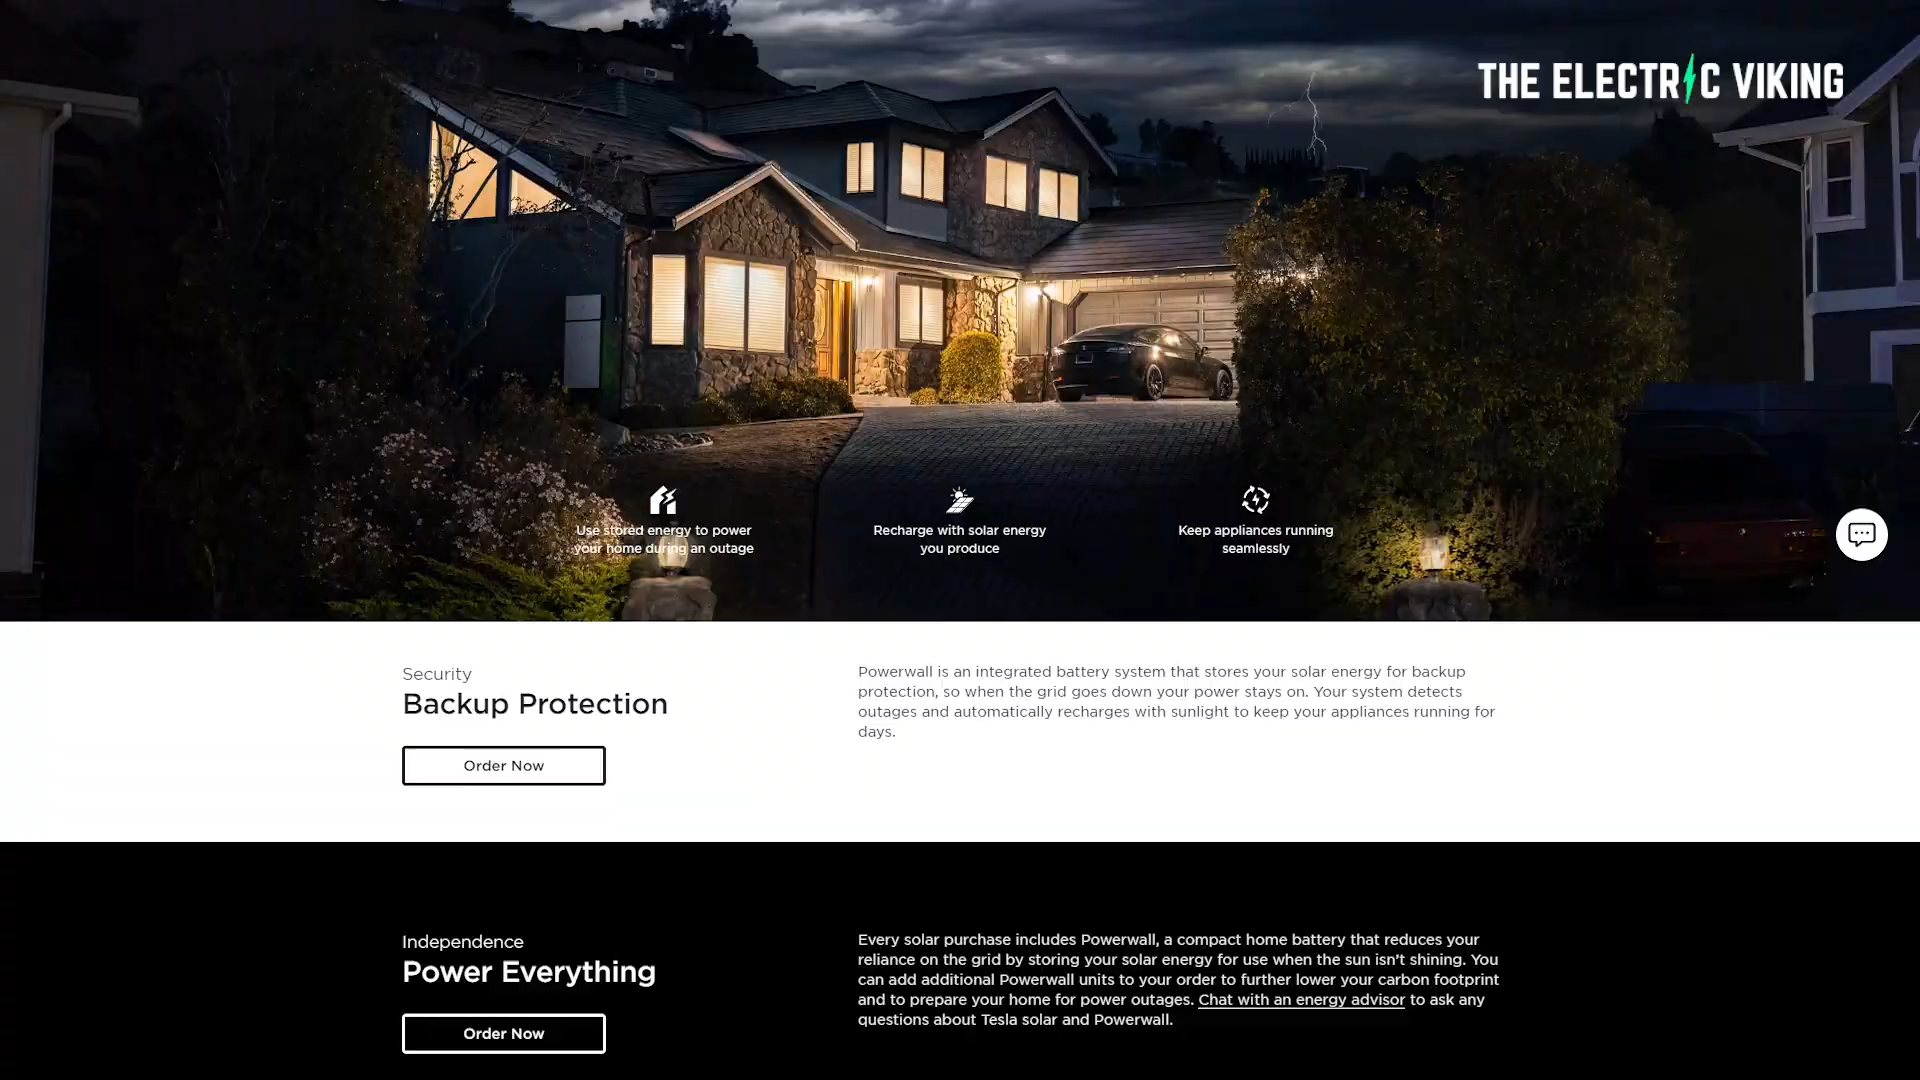 THE ELECTRIC VIKING
Use stored energy to power
your home during an outage
Recharge with solar energy
you produce
Keep appliances running
seamlessly
Security
Backup Protection
Order Now
Powerwall is an integrated battery system that stores your solar energy for backup
protection, so when the grid goes down your power stays on. Your system detects
outages and automatically recharges with sunlight to keep your appliances running for
days.
Independence
Power Everything
Order Now
Every solar purchase includes Powerwall, a compact home battery that reduces your
reliance on the grid by storing your solar energy for use when the sun isn’t shining. You
can add additional Powerwall units to your order to further lower your carbon footprint
and to prepare your home for power outages. Chat with an energy advisor to ask any
questions about Tesla solar and Powerwall.